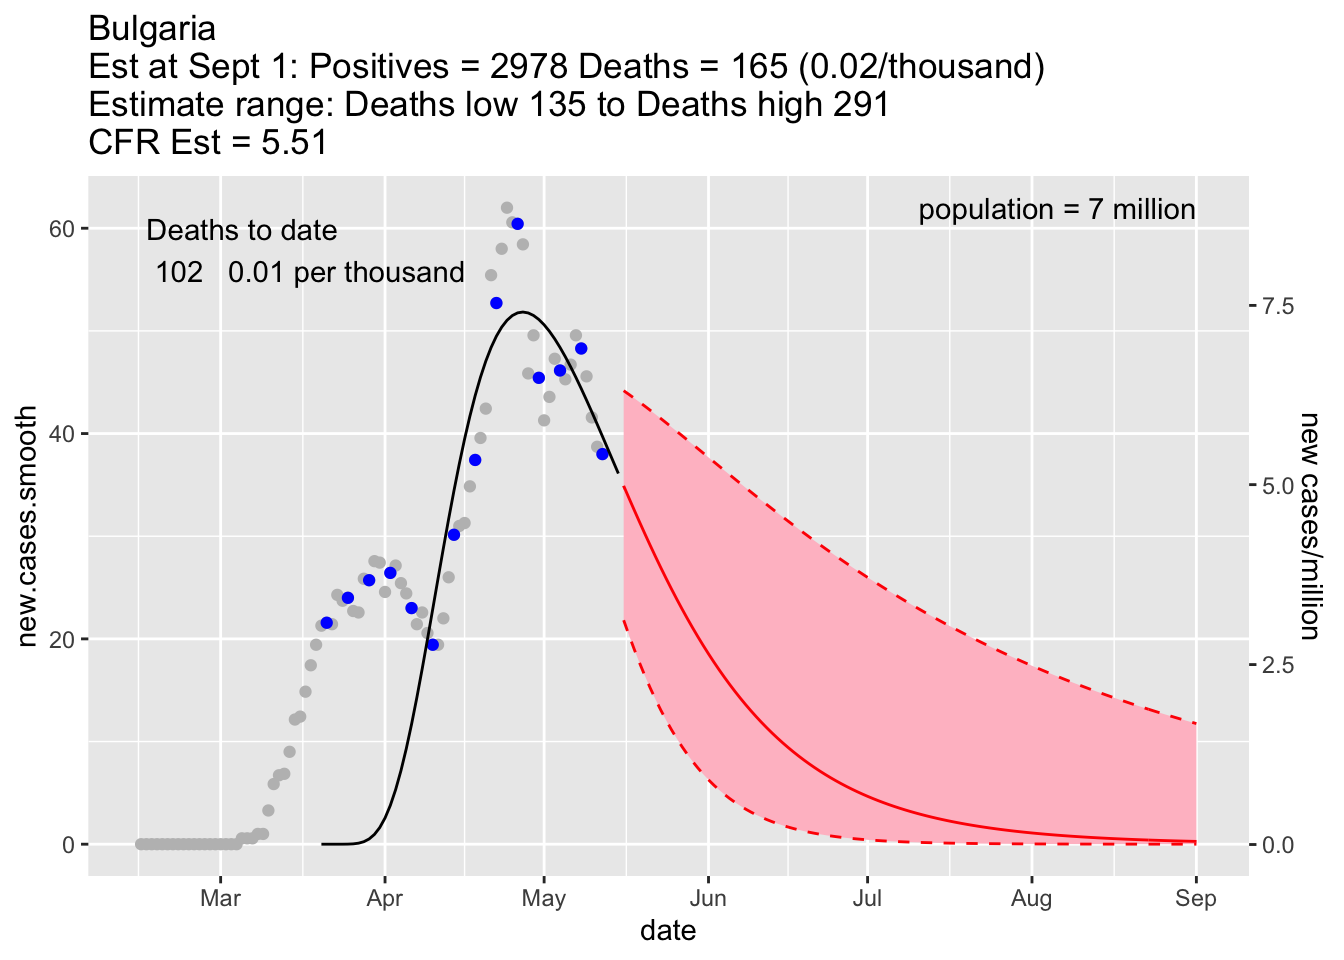 Bulgaria
Est at Sept 1: Positives = 2978 Deaths = 165 (0.02/thousand)
Estimate range: Deaths low 135 to Deaths high 291
CFR Est = 5.51
population = 7 million
Deaths to date
102 0.01 per thousand
60
40
20
0
new.cases.smooth
7.5
5.0
2.5
0.0
new cases/million
Mar Apr May Jun Jul Aug Sep
date